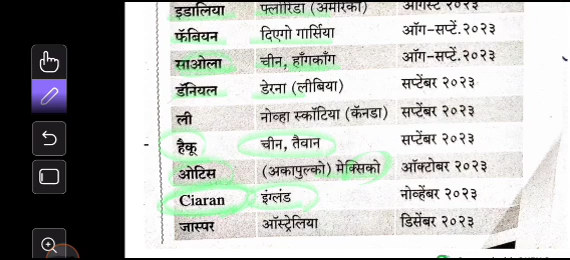 इडालिया फ्लोरिडा (अमेरिका) ऑगस्ट २०२३
फॅबियन दिएगो गार्सिया ऑग-सप्टें.२०२३
साओला चीन, हाँगकाँग ऑग-सप्टें.२०२३
डॅनियल डेरना (लीबिया) सप्टेंबर २०२३
ली नोव्हा स्कॉटिया (कॅनडा) सप्टेंबर २०२३
हैकू चीन, तैवान सप्टेंबर २०२३
ओटिस (अकापुल्को) मेक्सिको ऑक्टोबर २०२३
Ciaran इंग्लंड नोव्हेंबर २०२३
जास्पर ऑस्ट्रेलिया डिसेंबर २०२३